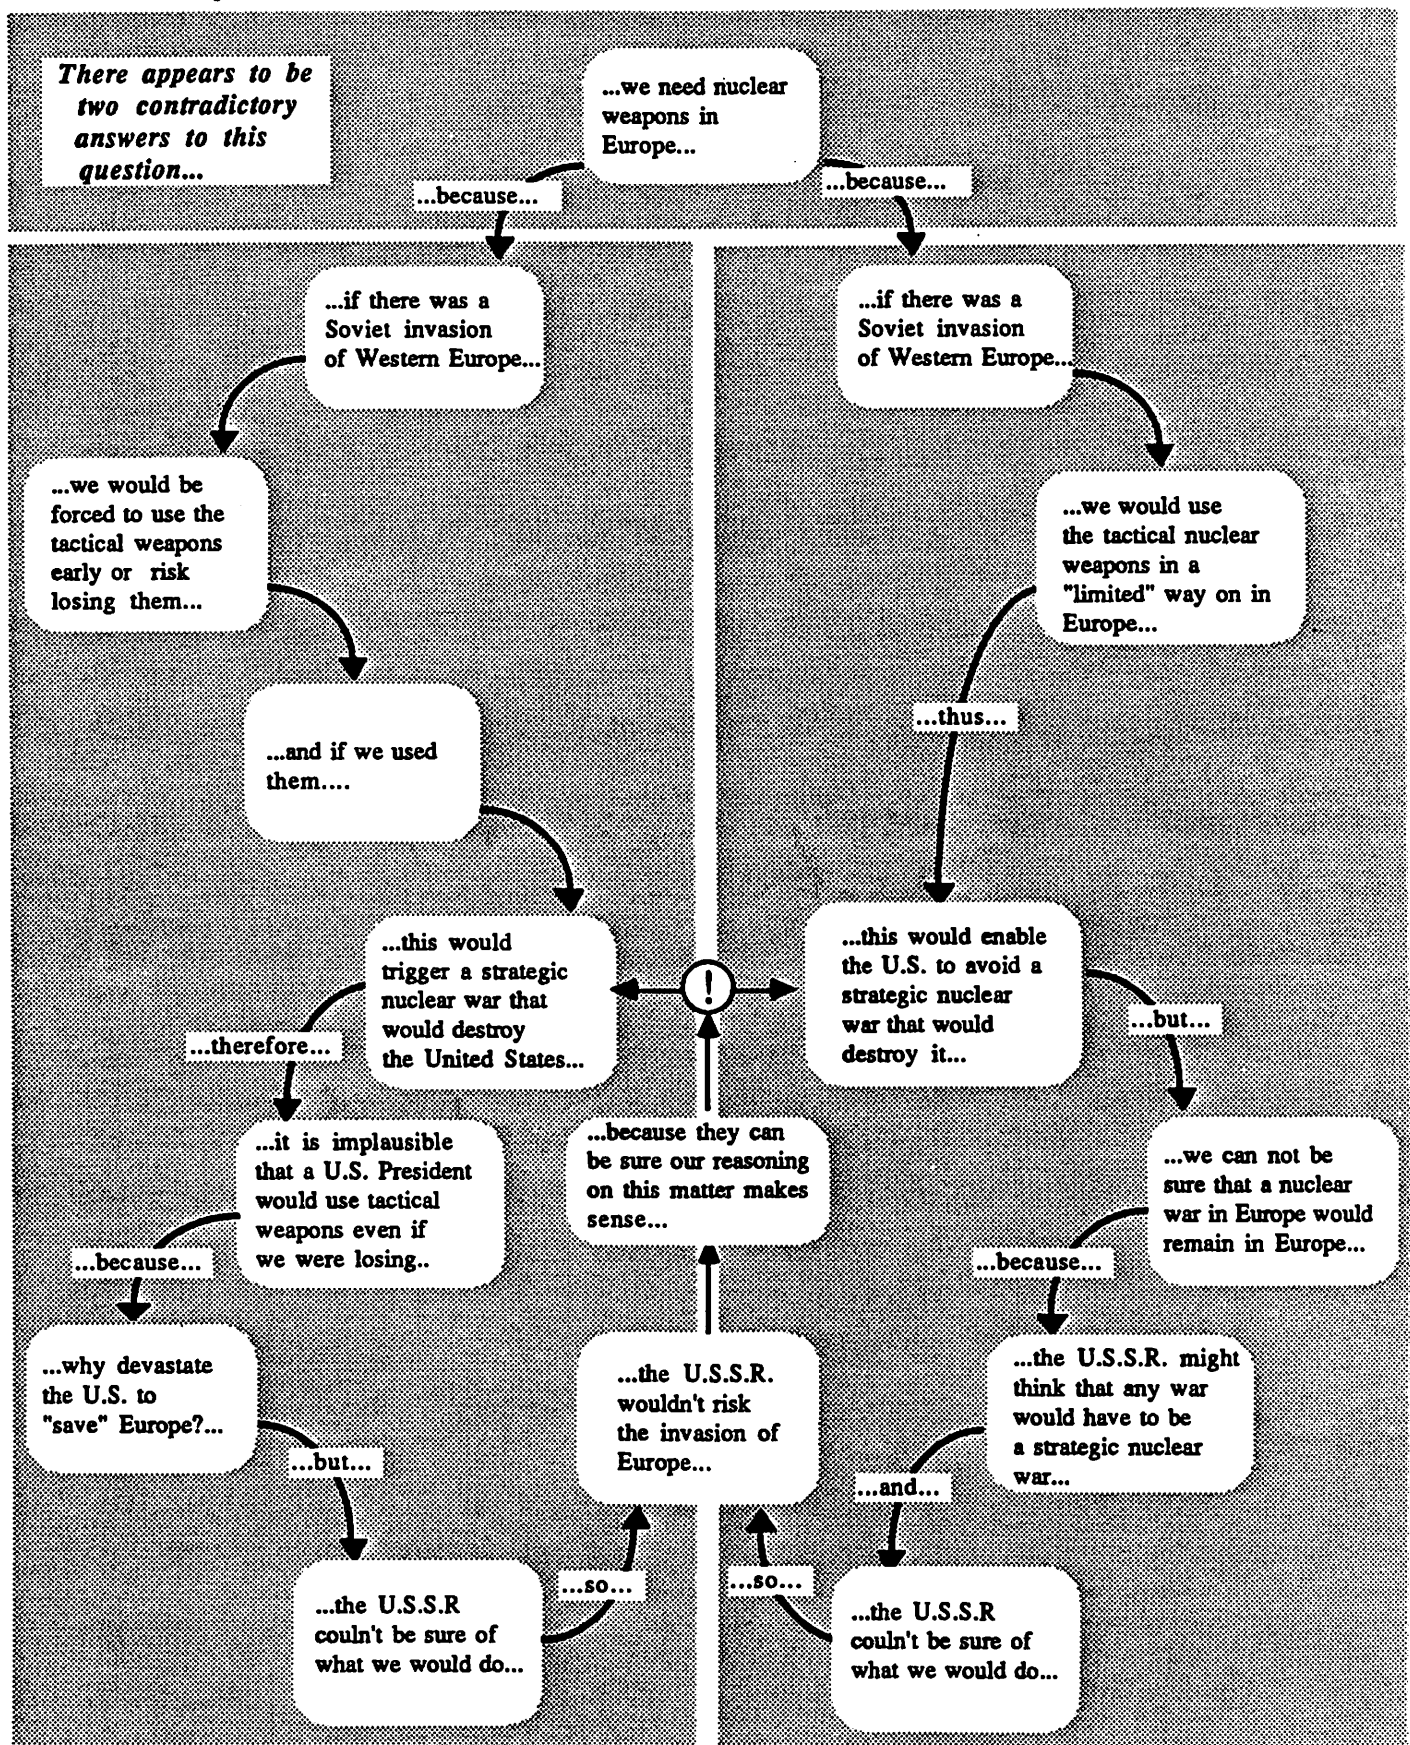 There appears to be
two contradictory
answers to this
question...
...we need nuclear
weapons in
Europe...
...because...
...because...
...if there was a
Soviet invasion
of Western Europe...
...we would be
forced to use the
tactical weapons
early or risk
losing them...
...and if we used
them....
...this would
trigger a strategic
nuclear war that
would destroy
the United States...
...therefore...
...it is implausible
that a U.S. President
would use tactical
weapons even if
we were losing..
...because...
...why devastate
the U.S. to
"save" Europe?...
...but...
...the U.S.S.R
couln't be sure of
what we would do...
...so...
...if there was a
Soviet invasion
of Western Europe...
...we would use
the tactical nuclear
weapons in a
"limited" way on in
Europe...
...thus...
...this would enable
the U.S. to avoid a
strategic nuclear
war that would
destroy it...
...but...
...we can not be
sure that a nuclear
war in Europe would
remain in Europe...
...because...
...the U.S.S.R. might
think that any war
would have to be
a strategic nuclear
war...
...and...
...the U.S.S.R
couln't be sure of
what we would do...
...so...
...the U.S.S.R.
wouldn't risk
the invasion of
Europe...
...because they can
be sure our reasoning
on this matter makes
sense...
!